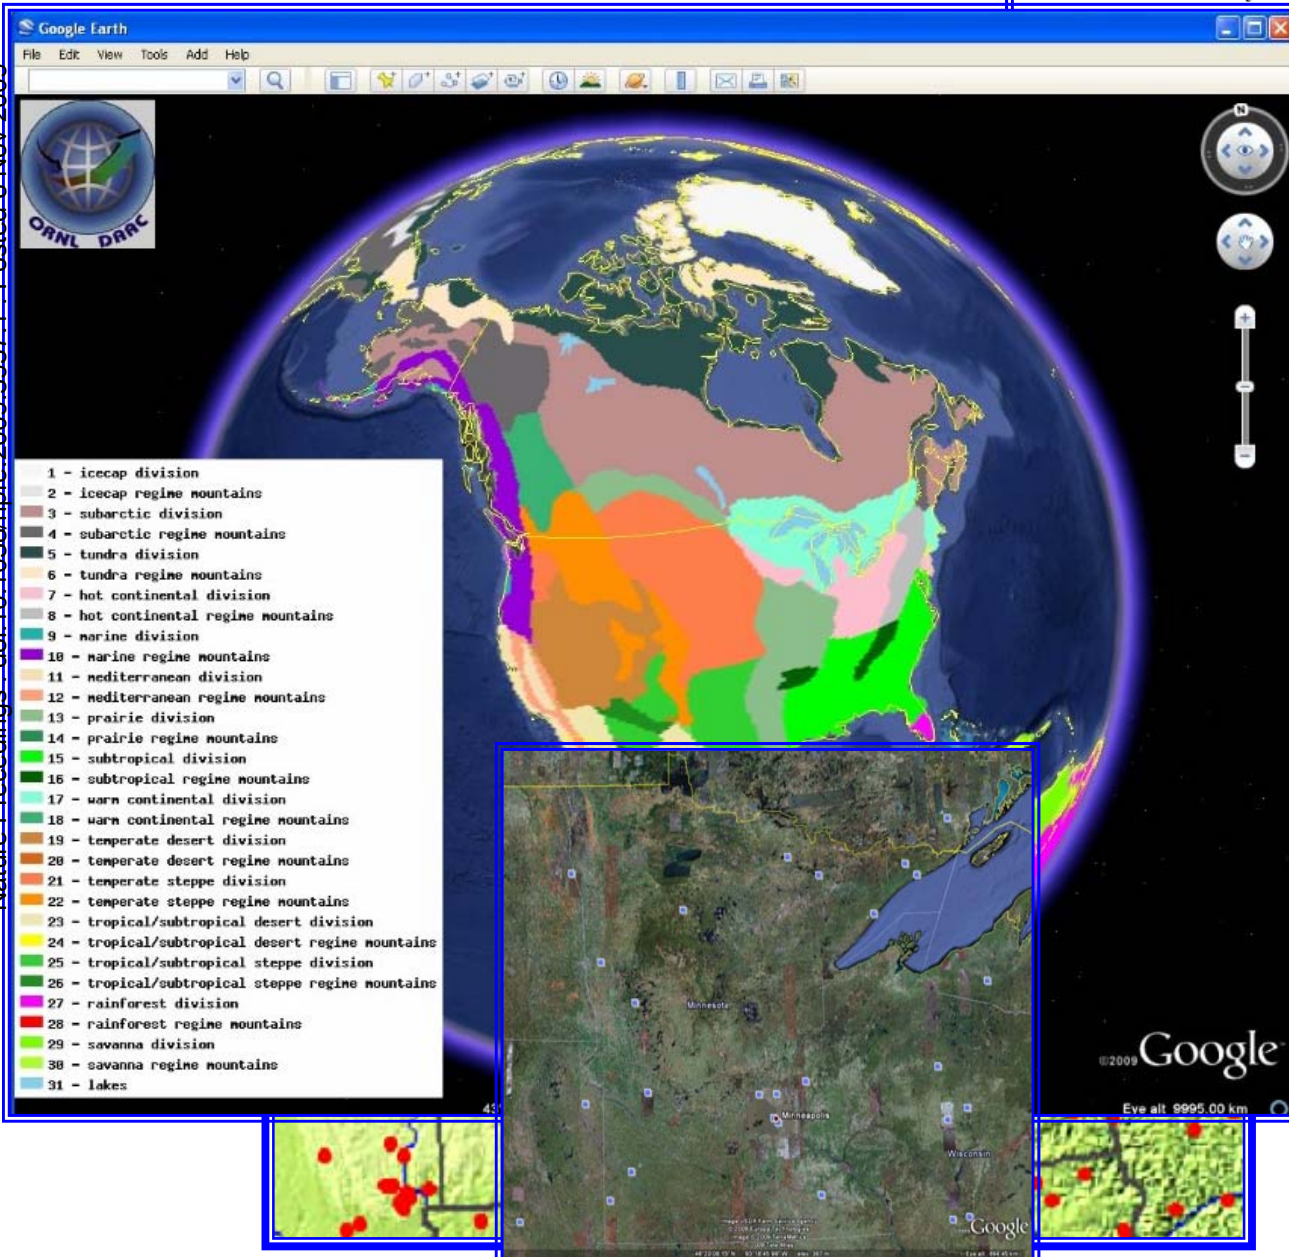 Google Earth
File Edit View Tools Add Help
ORNL DAAC
N
1 - icecap division
2 - icecap regime mountains
3 - subarctic division
4 - subarctic regime mountains
5 - tundra division
6 - tundra regime mountains
7 - hot continental division
8 - hot continental regime mountains
9 - marine division
10 - marine regime mountains
11 - mediterranean division
12 - mediterranean regime mountains
13 - prairie division
14 - prairie regime mountains
15 - subtropical division
16 - subtropical regime mountains
17 - warm continental division
18 - warm continental regime mountains
19 - temperate desert division
20 - temperate desert regime mountains
21 - temperate steppe division
22 - temperate steppe regime mountains
23 - tropical/subtropical desert division
24 - tropical/subtropical desert regime mountains
25 - tropical/subtropical steppe division
26 - tropical/subtropical steppe regime mountains
27 - rainforest division
28 - rainforest regime mountains
29 - savanna division
30 - savanna regime mountains
31 - lakes
©2009 Google
Eye alt 9995.00 km
Minnesota
Minneapolis
Wisconsin
Google